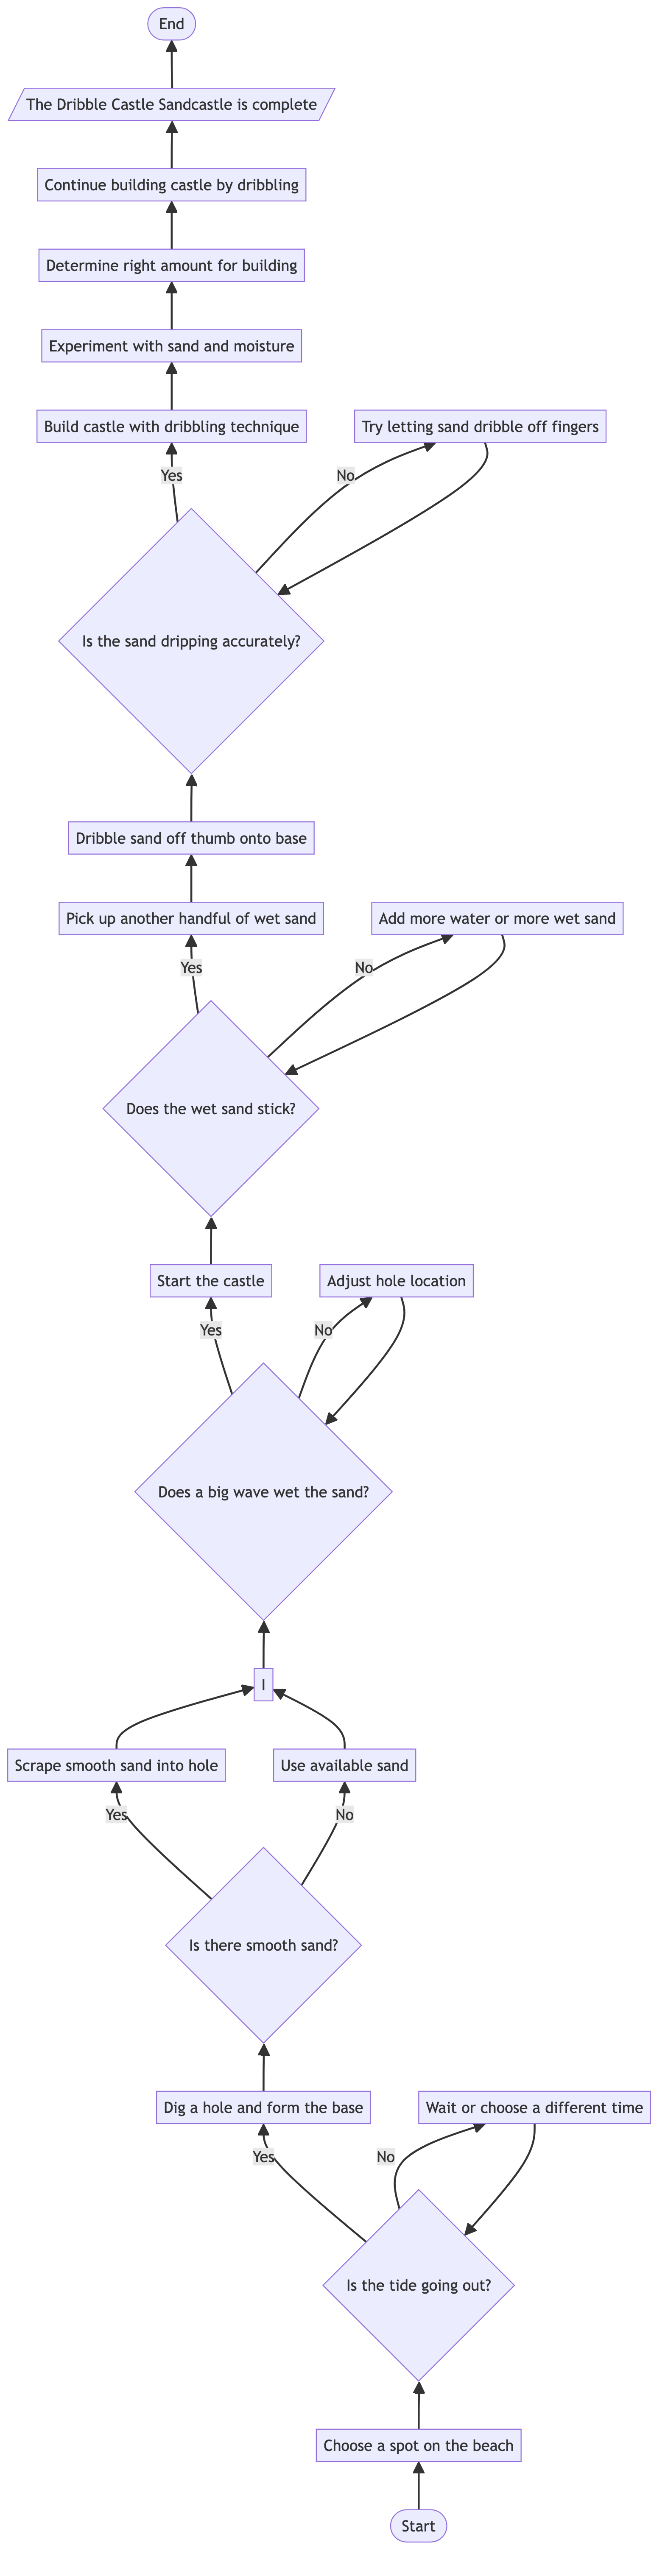 End
The Dribble Castle Sandcastle is complete
Continue building castle by dribbling
Determine right amount for building
Experiment with sand and moisture
Build castle with dribbling technique
Try letting sand dribble off fingers
Yes
No
Is the sand dripping accurately?
Dribble sand off thumb onto base
Pick up another handful of wet sand
Add more water or more wet sand
Yes
No
Does the wet sand stick?
Start the castle
Adjust hole location
Yes
No
Does a big wave wet the sand?
I
Scrape smooth sand into hole
Use available sand
Yes
No
Is there smooth sand?
Dig a hole and form the base
Wait or choose a different time
Yes
No
Is the tide going out?
Choose a spot on the beach
Start